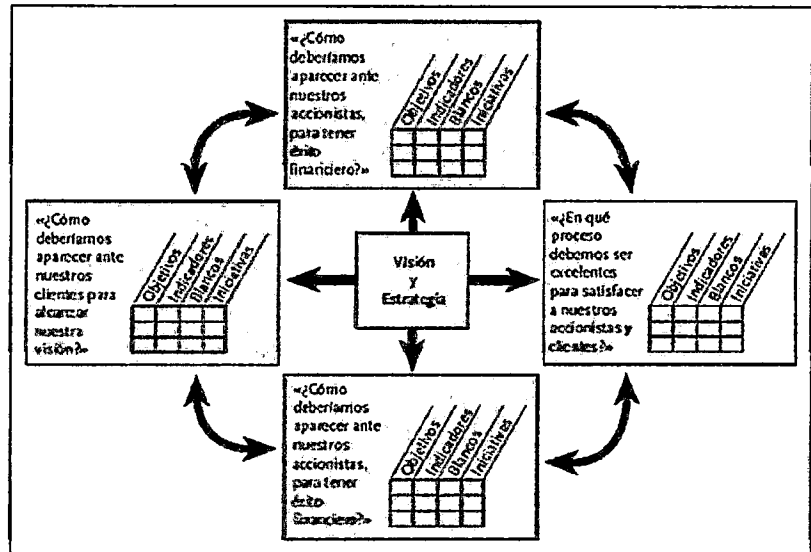 «¿Cómo
deberíamos
aparecer ante
nuestros
accionistas,
para tener
éxito
financiero?»
Objetivos
Indicadores
Blancos
Iniciativas
«¿Cómo
deberíamos
aparecer ante
nuestros
clientes para
alcanzar
nuestra
visión?»
Objetivos
Indicadores
Blancos
Iniciativas
Visión
y
Estrategía
«¿En qué
proceso
debemos ser
excelentes
para satisfacer
a nuestros
accionistas y
clientes?»
Objetivos
Indicadores
Blancos
Iniciativas
«¿Cómo
deberíamos
aparecer ante
nuestros
accionistas,
para tener
éxito
financiero?»
Objetivos
Indicadores
Blancos
Iniciativas